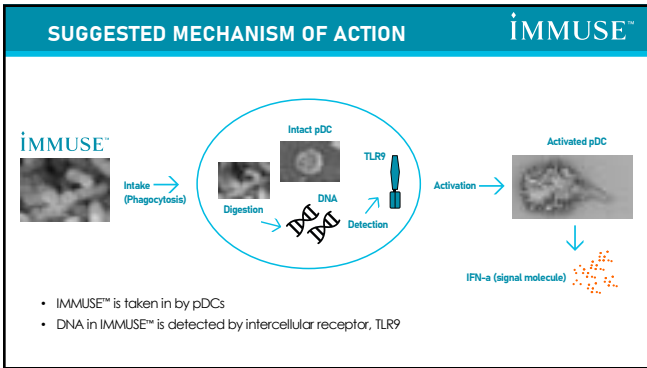 SUGGESTED MECHANISM OF ACTION
iMMUSE™
iMMUSE™
Intake
(Phagocytosis)
Intact pDC
Digestion
DNA
TLR9
Detection
Activation
Activated pDC
IFN-a (signal molecule)
• IMMUSE™ is taken in by pDCs
• DNA in IMMUSE™ is detected by intercellular receptor, TLR9